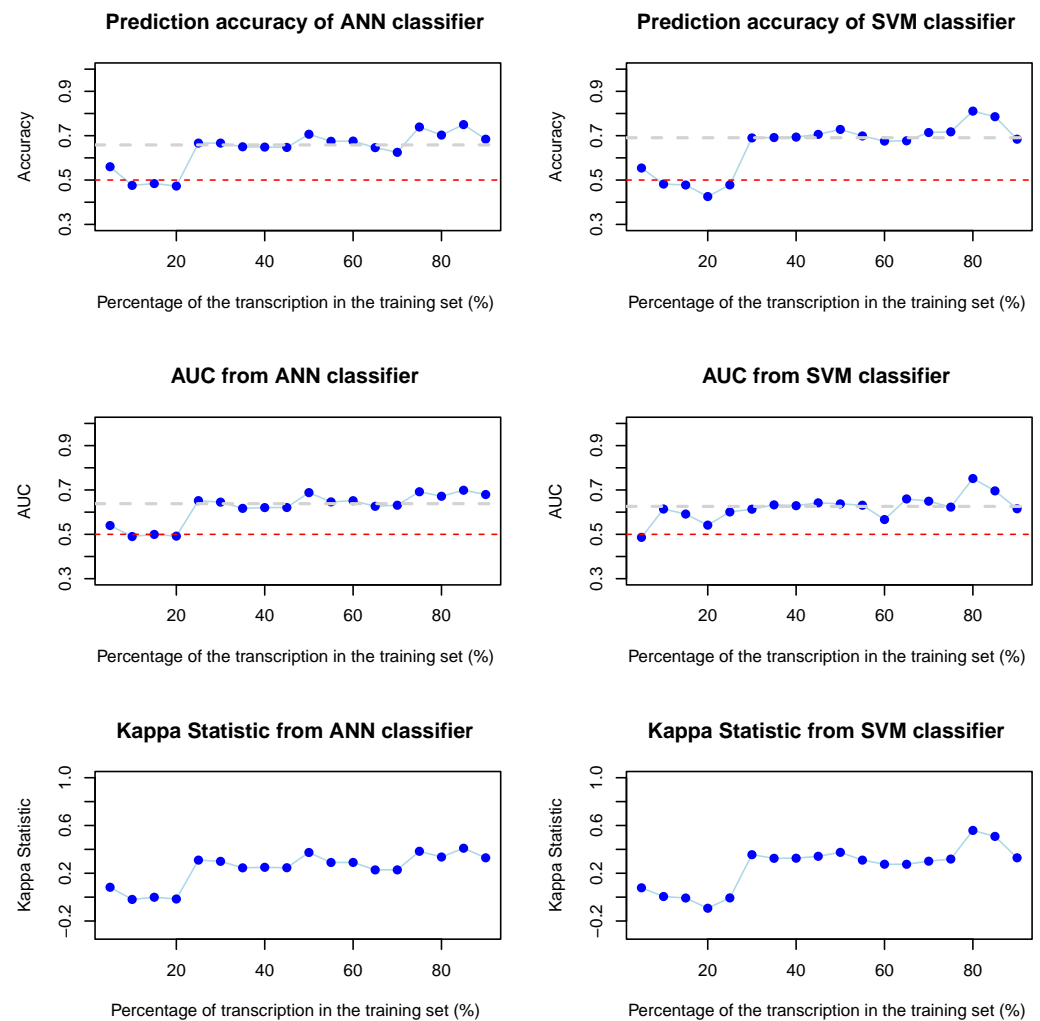 Prediction accuracy of ANN classifier
Accuracy
0.3 0.5 0.7 0.9
20 40 60 80
Percentage of the transcription in the training set (%)
Prediction accuracy of SVM classifier
Accuracy
0.3 0.5 0.7 0.9
20 40 60 80
Percentage of the transcription in the training set (%)
AUC from ANN classifier
AUC
0.3 0.5 0.7 0.9
20 40 60 80
Percentage of the transcription in the training set (%)
AUC from SVM classifier
AUC
0.3 0.5 0.7 0.9
20 40 60 80
Percentage of the transcription in the training set (%)
Kappa Statistic from ANN classifier
Kappa Statistic
−0.2 0.2 0.6 1.0
20 40 60 80
Percentage of transcription in the training set (%)
Kappa Statistic from SVM classifier
Kappa Statistic
−0.2 0.2 0.6 1.0
20 40 60 80
Percentage of transcription in the training set (%)